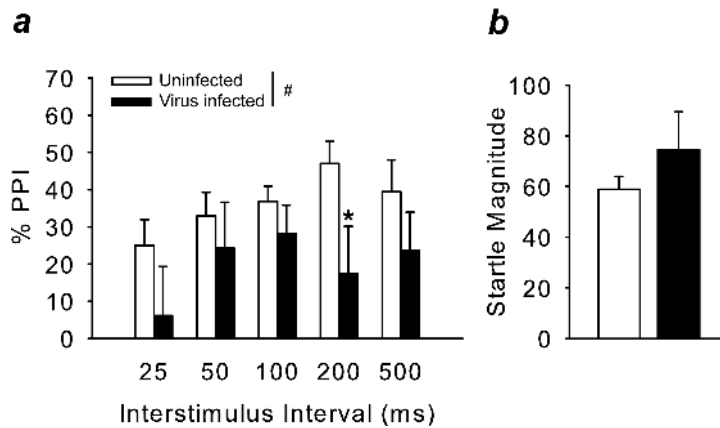 a
b
Uninfected
Virus infected
#
70
60
50
40
30
20
10
0
% PPI
*
25 50 100 200 500
Interstimulus Interval (ms)
100
80
60
40
20
0
Startle Magnitude